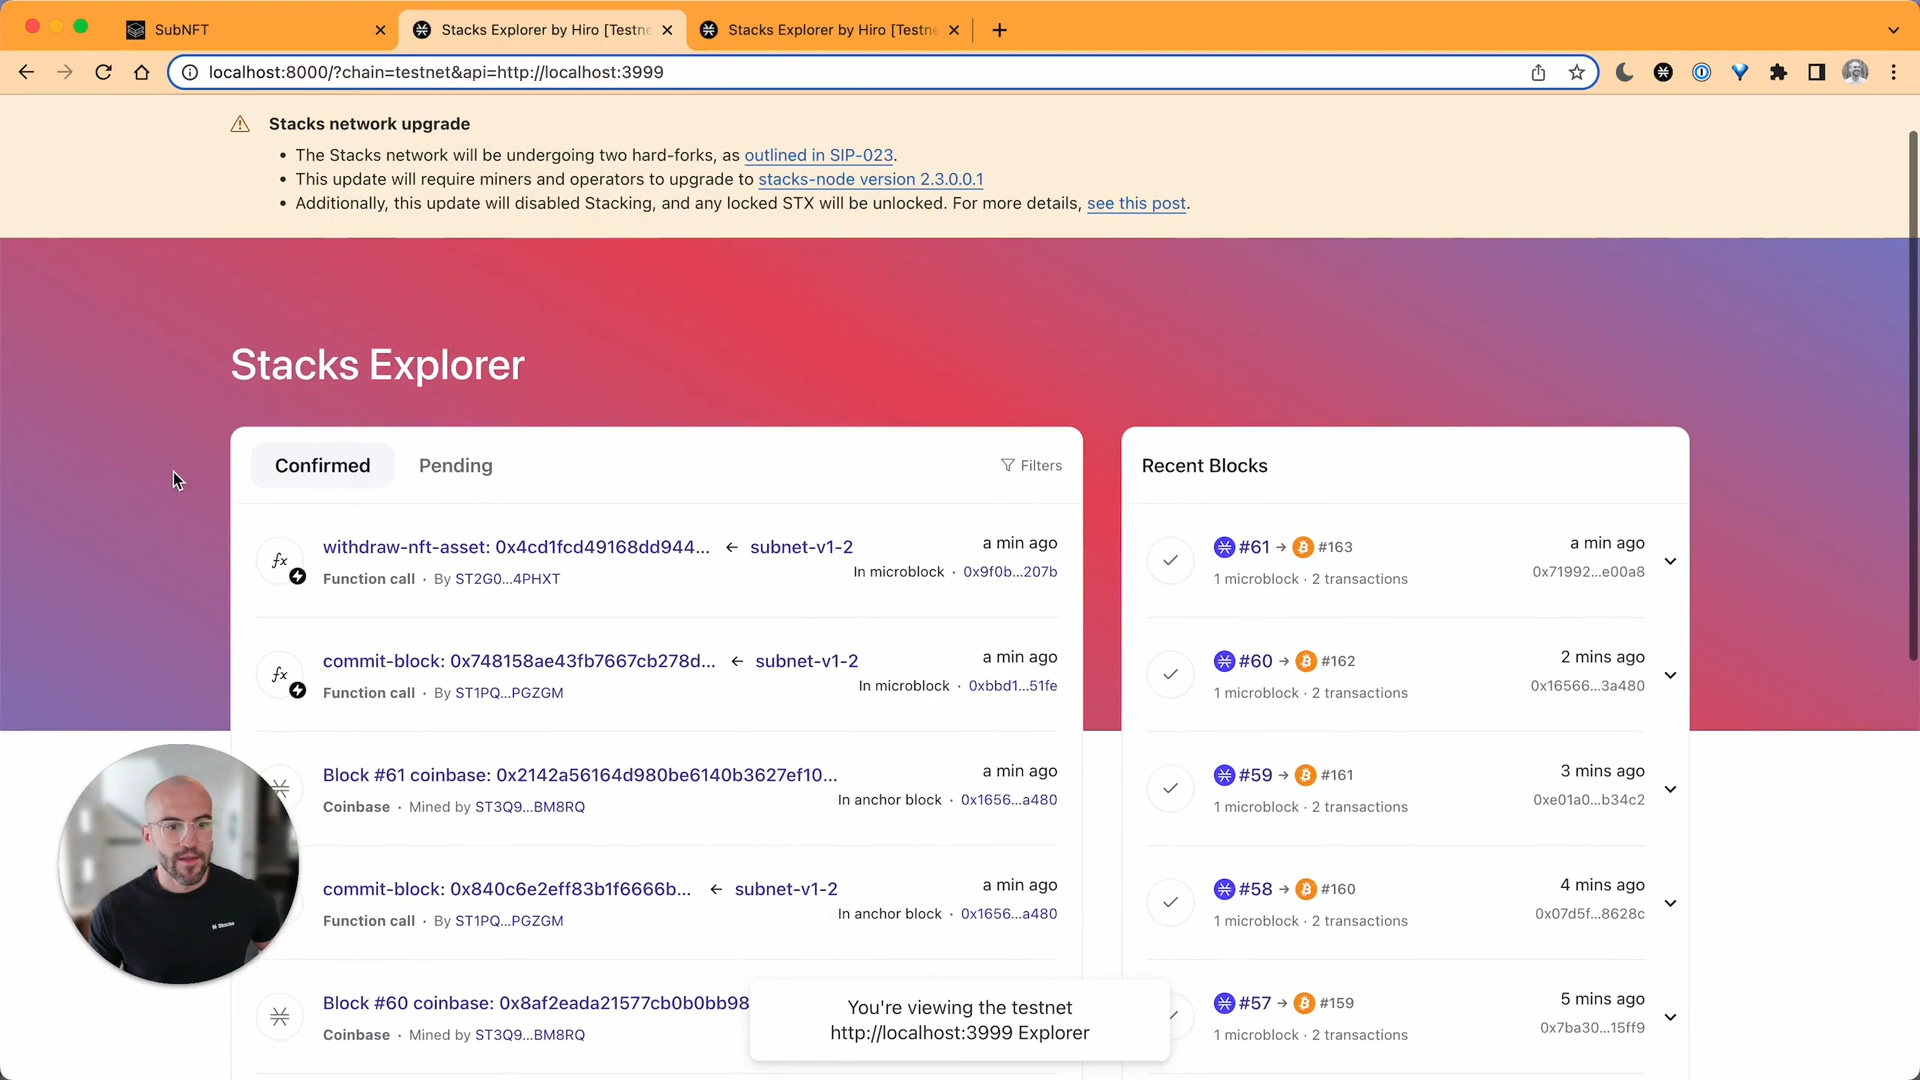 SubNFT
Stacks Explorer by Hiro [Testne
Stacks Explorer by Hiro [Testne
localhost:8000/?chain=testnet&api=http://localhost:3999
Stacks network upgrade
• The Stacks network will be undergoing two hard-forks, as outlined in SIP-023.
• This update will require miners and operators to upgrade to stacks-node version 2.3.0.0.1
• Additionally, this update will disabled Stacking, and any locked STX will be unlocked. For more details, see this post.
Stacks Explorer
Confirmed Pending Filters
withdraw-nft-asset: 0x4cd1fcd49168dd944... ← subnet-v1-2 a min ago
Function call · By ST2G0...4PHXT In microblock · 0x9f0b...207b
commit-block: 0x748158ae43fb7667cb278d... ← subnet-v1-2 a min ago
Function call · By ST1PQ...PGZGM In microblock · 0xbbd1...51fe
Block #61 coinbase: 0x2142a56164d980be6140b3627ef10... a min ago
Coinbase · Mined by ST3Q9...BM8RQ In anchor block · 0x1656...a480
commit-block: 0x840c6e2eff83b1f6666b... ← subnet-v1-2 a min ago
Function call · By ST1PQ...PGZGM In anchor block · 0x1656...a480
Block #60 coinbase: 0x8af2eada21577cb0b0bb98
Coinbase · Mined by ST3Q9...BM8RQ
Recent Blocks
#61 → #163 a min ago
1 microblock · 2 transactions 0x71992...e00a8
#60 → #162 2 mins ago
1 microblock · 2 transactions 0x16566...3a480
#59 → #161 3 mins ago
1 microblock · 2 transactions 0xe01a0...b34c2
#58 → #160 4 mins ago
1 microblock · 2 transactions 0x07d5f...8628c
#57 → #159 5 mins ago
1 microblock · 2 transactions 0x7ba30...15ff9
You're viewing the testnet
http://localhost:3999 Explorer
Stacks